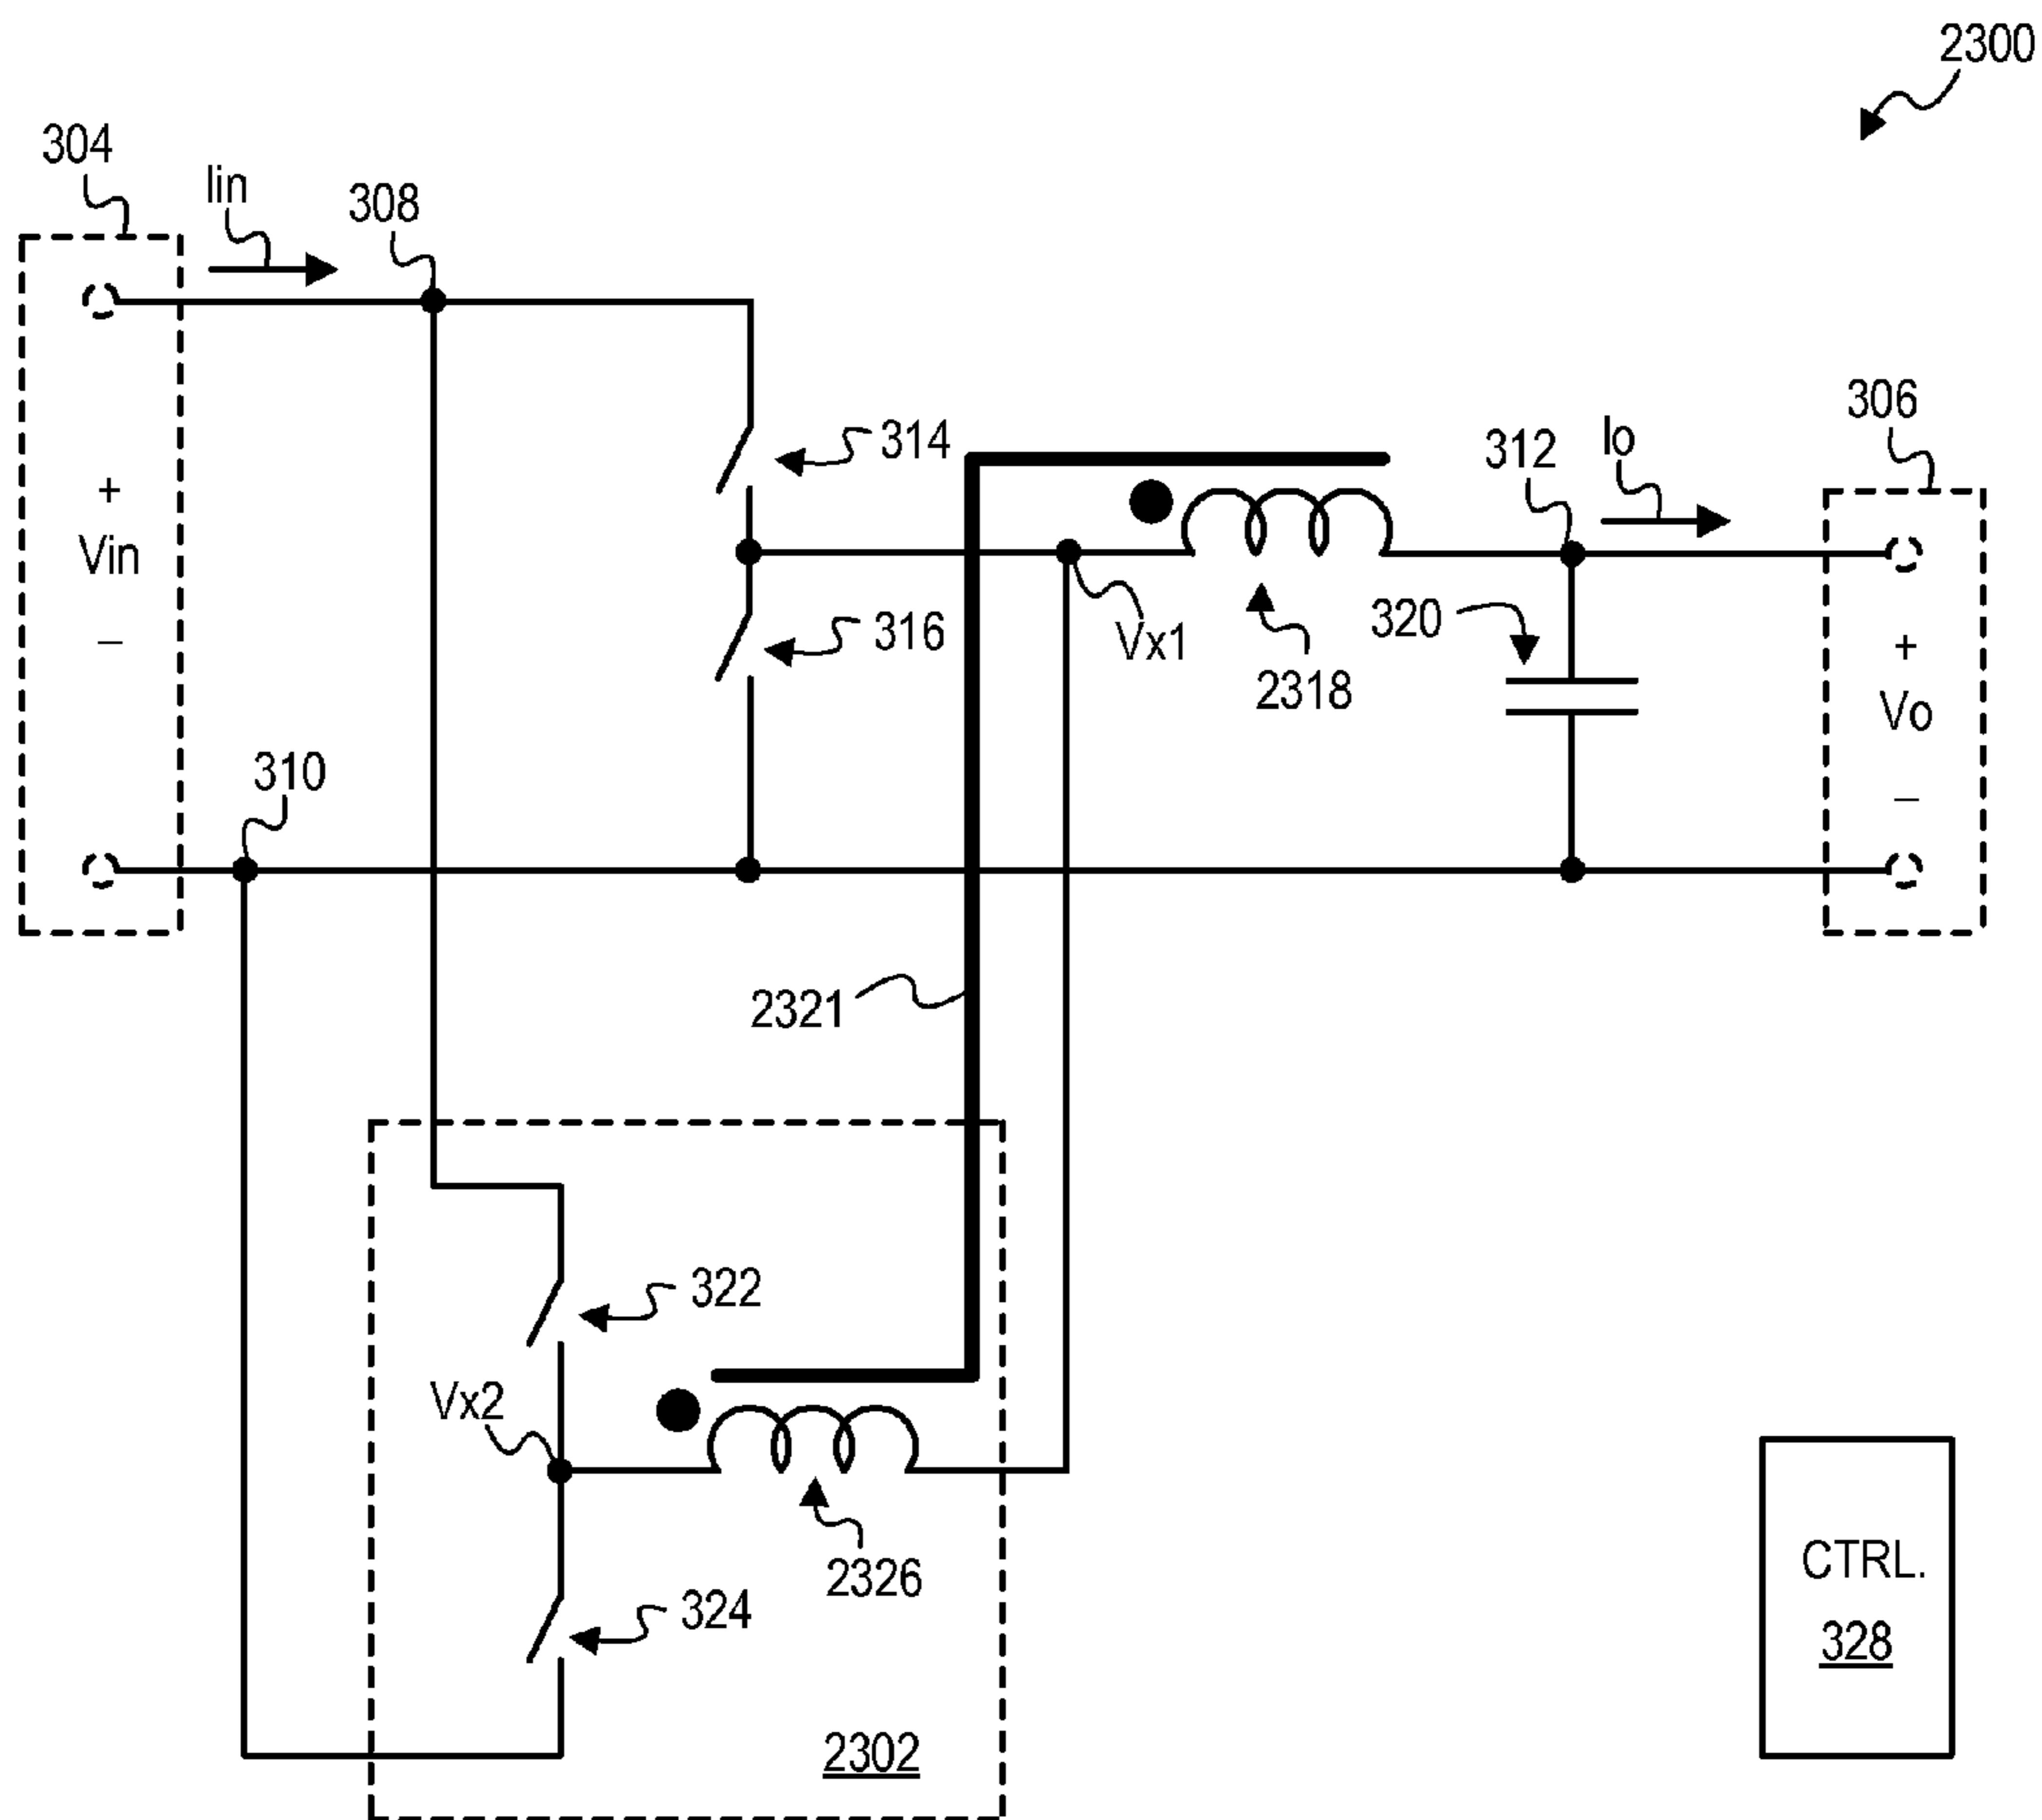 2300
304
Iin
308
306
314
312
Io
+
Vin
–
316
Vx1
2318
320
+
Vo
–
310
2321
322
Vx2
2326
324
2302
CTRL.
328